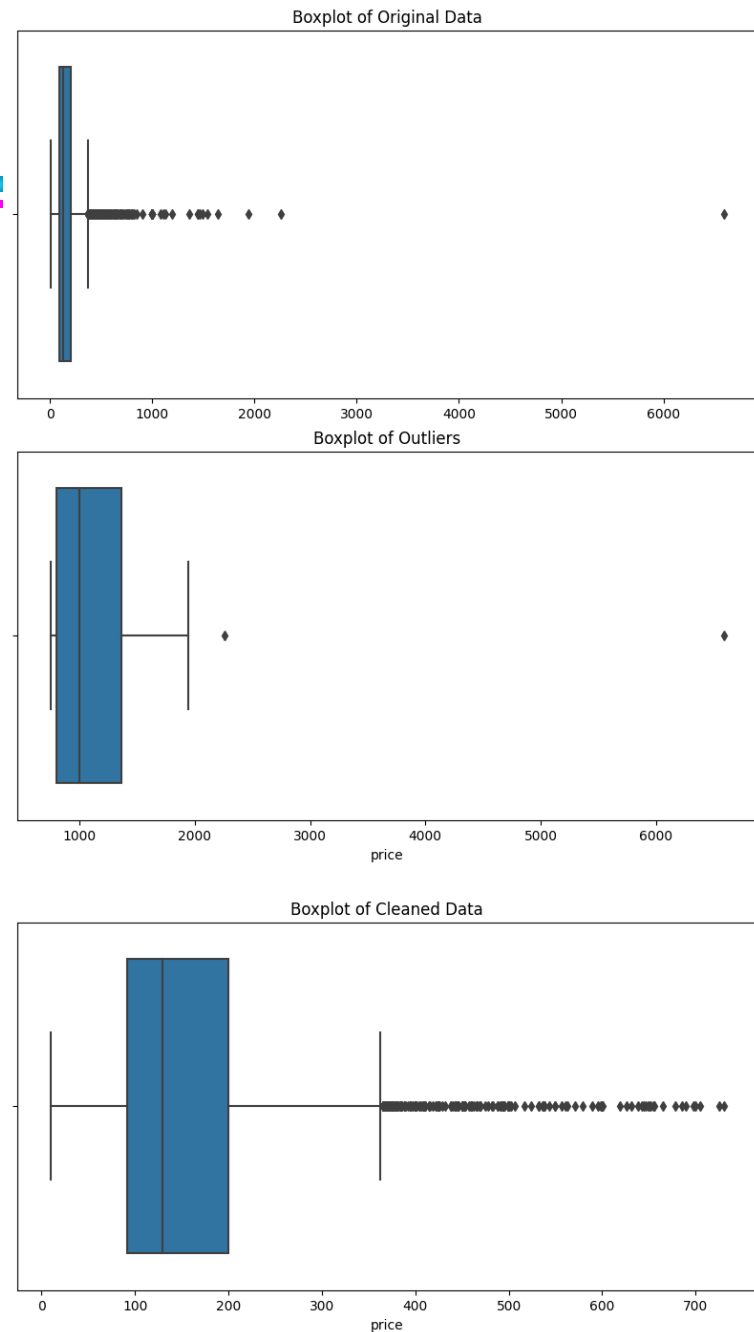 Boxplot of Original Data
0 1000 2000 3000 4000 5000 6000
Boxplot of Outliers
1000 2000 3000 4000 5000 6000
price
Boxplot of Cleaned Data
0 100 200 300 400 500 600 700
price